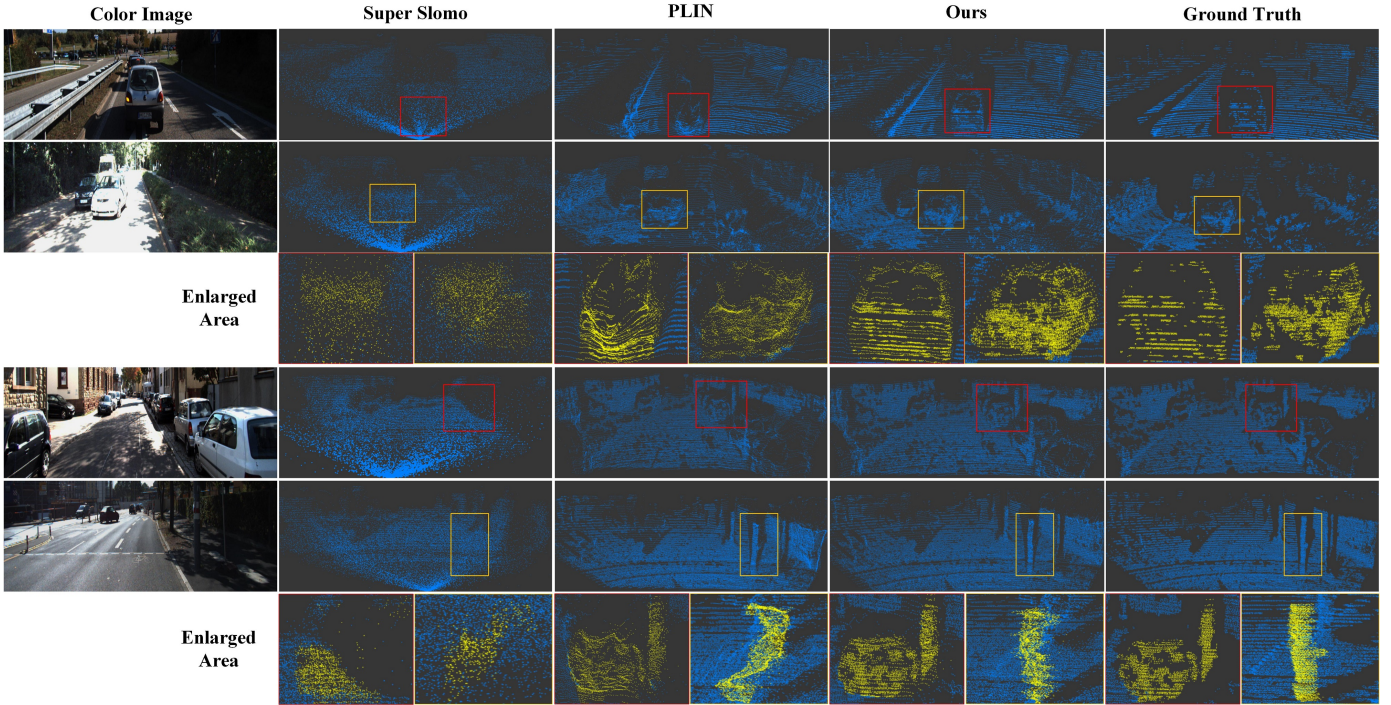 Color Image
Super Slomo
PLIN
Ours
Ground Truth
Enlarged
Area
Enlarged
Area